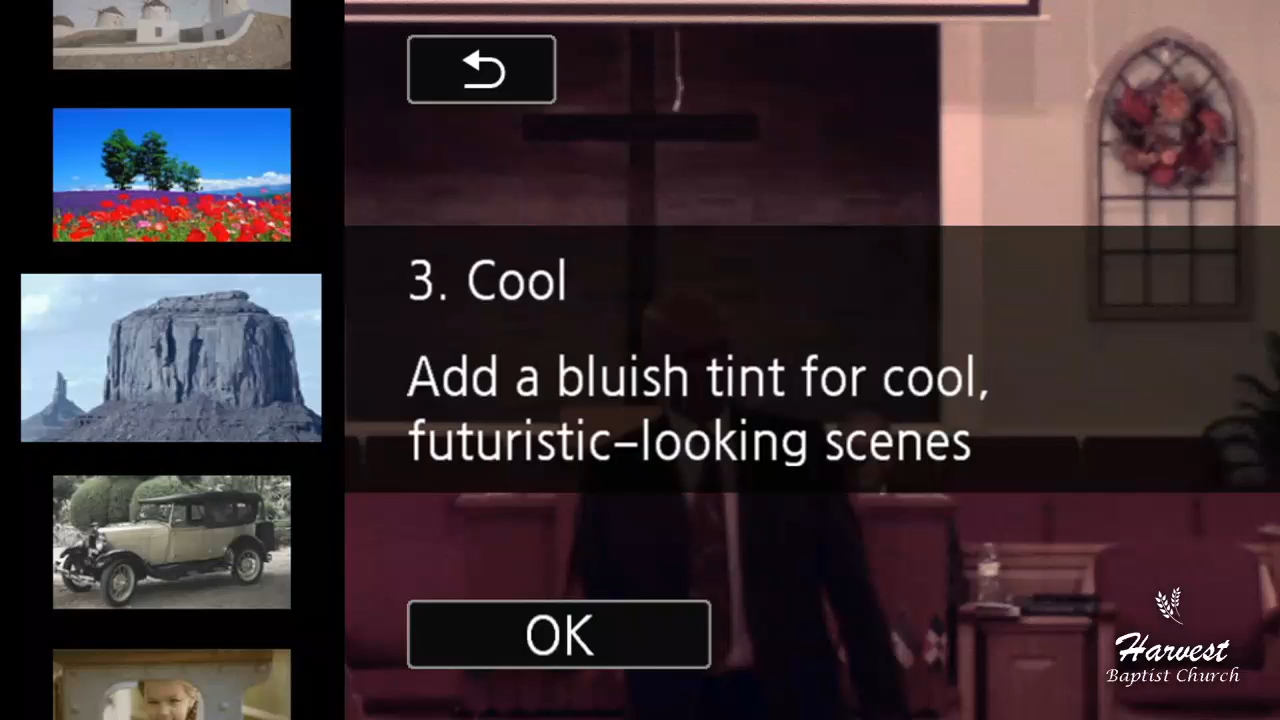 3. Cool
Add a bluish tint for cool,
futuristic–looking scenes
OK
Harvest
Baptist Church